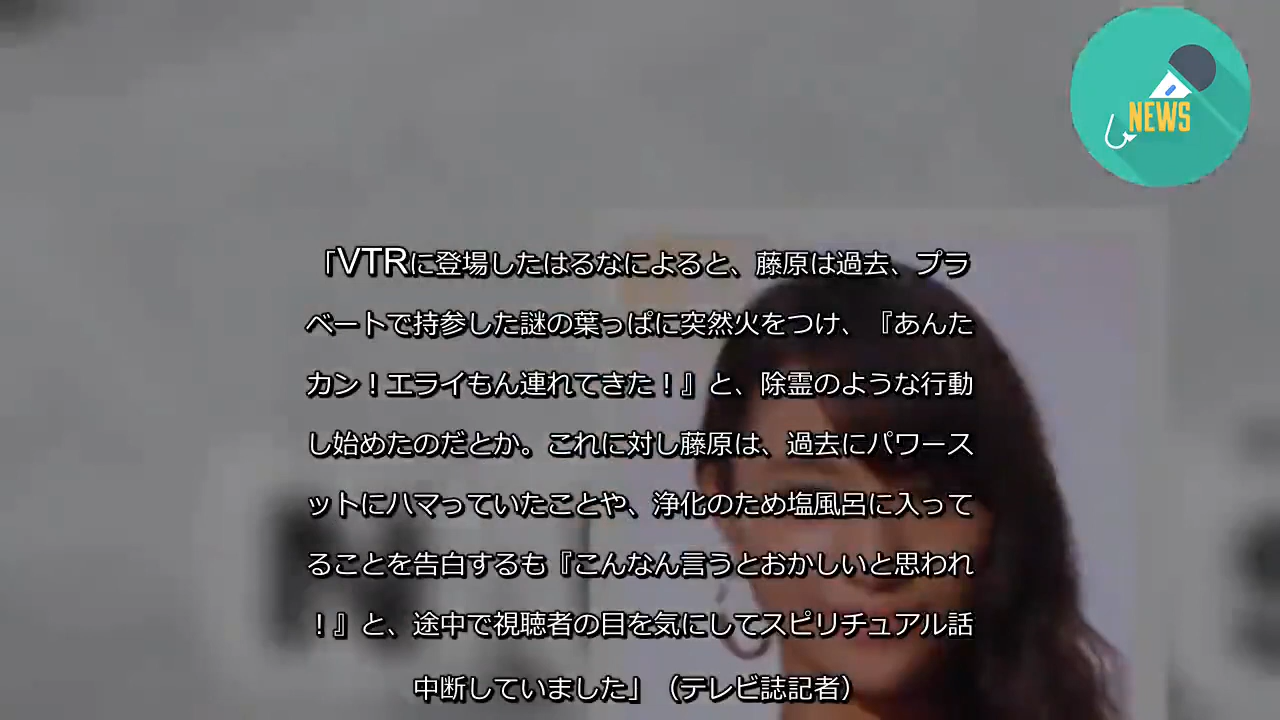 NEWS
「VTRに登場したはるなによると、藤原は過去、プラ
ベートで持参した謎の葉っぱに突然火をつけ、『あんた
カン！エライもん連れてきた！』と、除霊のような行動
し始めたのだとか。これに対し藤原は、過去にパワース
ットにハマっていたことや、浄化のため塩風呂に入って
ることを告白するも『こんなん言うとおかしいと思われ
！』と、途中で視聴者の目を気にしてスピリチュアル話
中断していました」（テレビ誌記者）